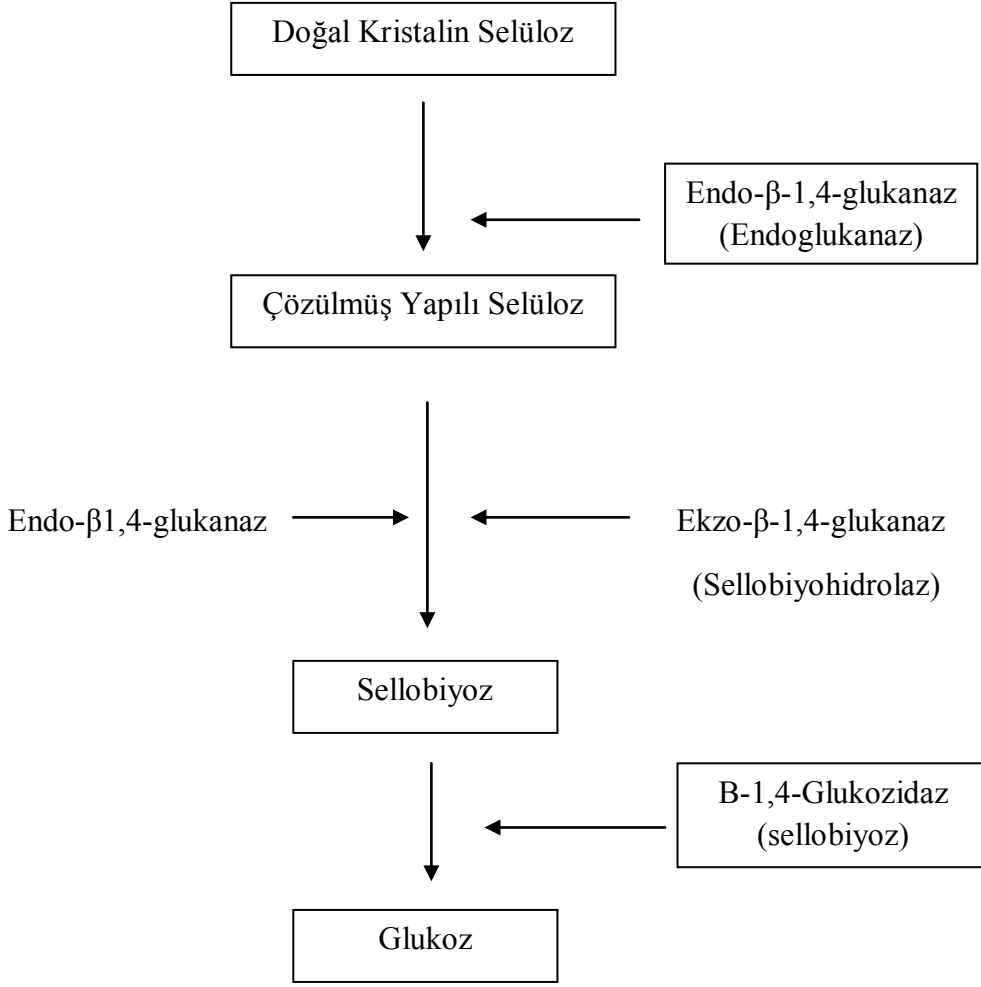 Doğal Kristalin Selüloz
Endo-β-1,4-glukanaz
(Endoglukanaz)
Çözülmüş Yapılı Selüloz
Endo-β1,4-glukanaz
Ekzo-β-1,4-glukanaz
(Sellobiyohidrolaz)
Sellobiyoz
B-1,4-Glukozidaz
(sellobiyoz)
Glukoz